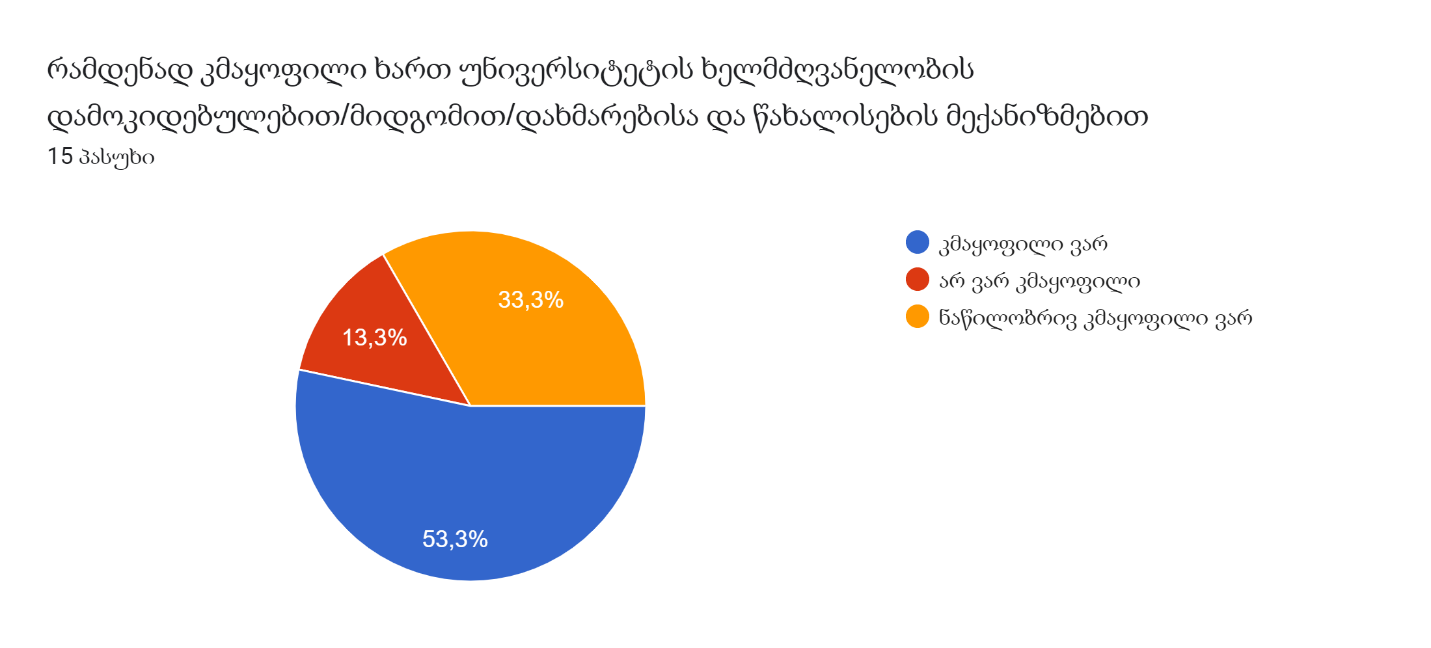 რამდენად კმაყოფილი ხართ უნივერსიტეტის ხელმძღვანელობის
დამოკიდებულებით/მიდგომით/დახმარებისა და წახალისების მექანიზმებით
15 პასუხი
კმაყოფილი ვარ
არ ვარ კმაყოფილი
ნაწილობრივ კმაყოფილი ვარ
33,3%
13,3%
53,3%